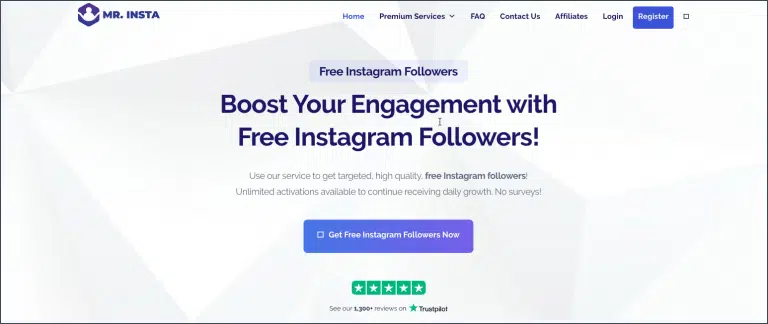 MR. INSTA
Home Premium Services FAQ Contact Us Affiliates Login Register
Free Instagram Followers
Boost Your Engagement with
Free Instagram Followers!
Use our service to get targeted, high quality, free Instagram followers!
Unlimited activations available to continue receiving daily growth. No surveys!
Get Free Instagram Followers Now
See our 1,300+ reviews on Trustpilot